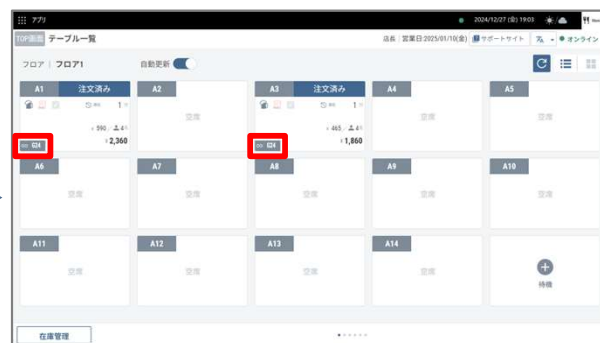 アプリ 2024/12/27 (金) 19:03
TOP画面 テーブル一覧 店長 営業日:2025/01/10(金) サポートサイト オンライン
フロア フロア1 自動更新
A1 注文済み A2 A3 注文済み A4 A5
1 空席 1 空席 空席
590 / 4 465 / 4
G24 2,360 G24 1,860
A6 A7 A8 A9 A10
空席 空席 空席 空席 空席
A11 A12 A13 A14
空席 空席 空席 空席 待機
在庫管理